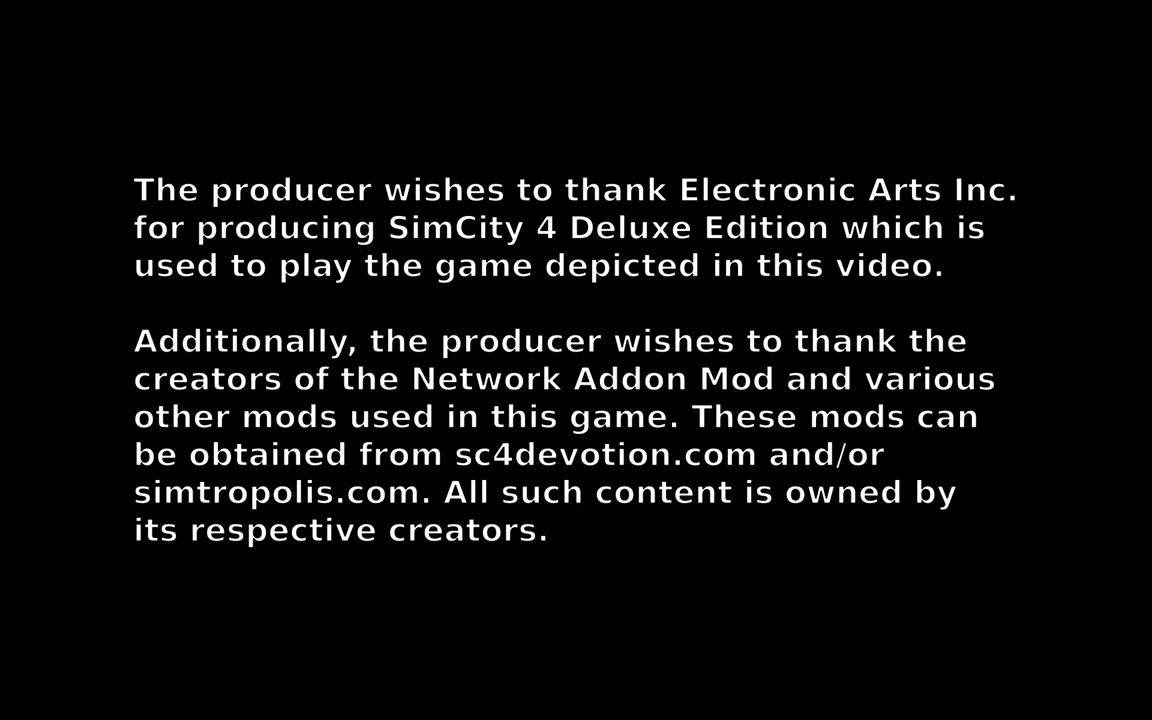 The producer wishes to thank Electronic Arts Inc.
for producing SimCity 4 Deluxe Edition which is
used to play the game depicted in this video.
Additionally, the producer wishes to thank the
creators of the Network Addon Mod and various
other mods used in this game. These mods can
be obtained from sc4devotion.com and/or
simtropolis.com. All such content is owned by
its respective creators.